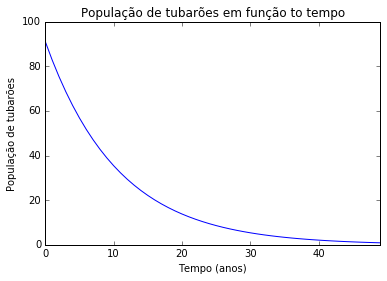 População de tubarões em função to tempo
100
80
60
40
20
0
População de tubarões
0 10 20 30 40
Tempo (anos)